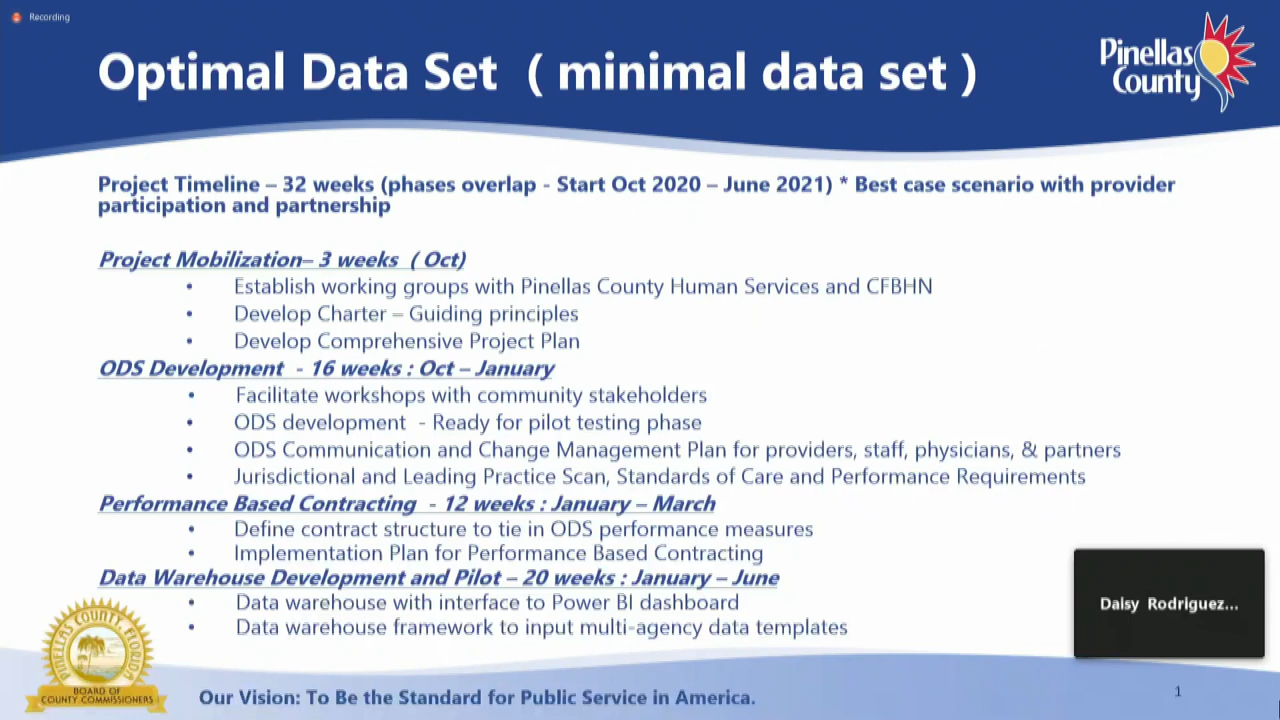 Recording
Optimal Data Set ( minimal data set )
Pinellas
County
Project Timeline – 32 weeks (phases overlap - Start Oct 2020 – June 2021) * Best case scenario with provider
participation and partnership
Project Mobilization– 3 weeks ( Oct)
• Establish working groups with Pinellas County Human Services and CFBHN
• Develop Charter – Guiding principles
• Develop Comprehensive Project Plan
ODS Development - 16 weeks : Oct – January
• Facilitate workshops with community stakeholders
• ODS development - Ready for pilot testing phase
• ODS Communication and Change Management Plan for providers, staff, physicians, & partners
• Jurisdictional and Leading Practice Scan, Standards of Care and Performance Requirements
Performance Based Contracting - 12 weeks : January – March
• Define contract structure to tie in ODS performance measures
• Implementation Plan for Performance Based Contracting
Data Warehouse Development and Pilot – 20 weeks : January – June
• Data warehouse with interface to Power BI dashboard
• Data warehouse framework to input multi-agency data templates
Daisy Rodriguez...
PINELLAS COUNTY, FLORIDA
BOARD OF
COUNTY COMMISSIONERS
Our Vision: To Be the Standard for Public Service in America.
1